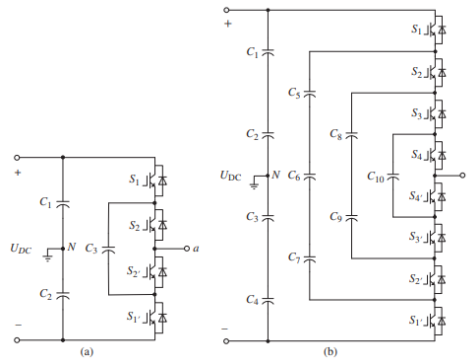 +
C1
C2
UDC
N
C3
C4
−
C5
C6
C7
C8
C9
C10
S1
S2
S3
S4
S4′
S3′
S2′
S1′
(b)
+
C1
UDC
N
C2
−
C3
S1
S2
a
S2′
S1′
(a)